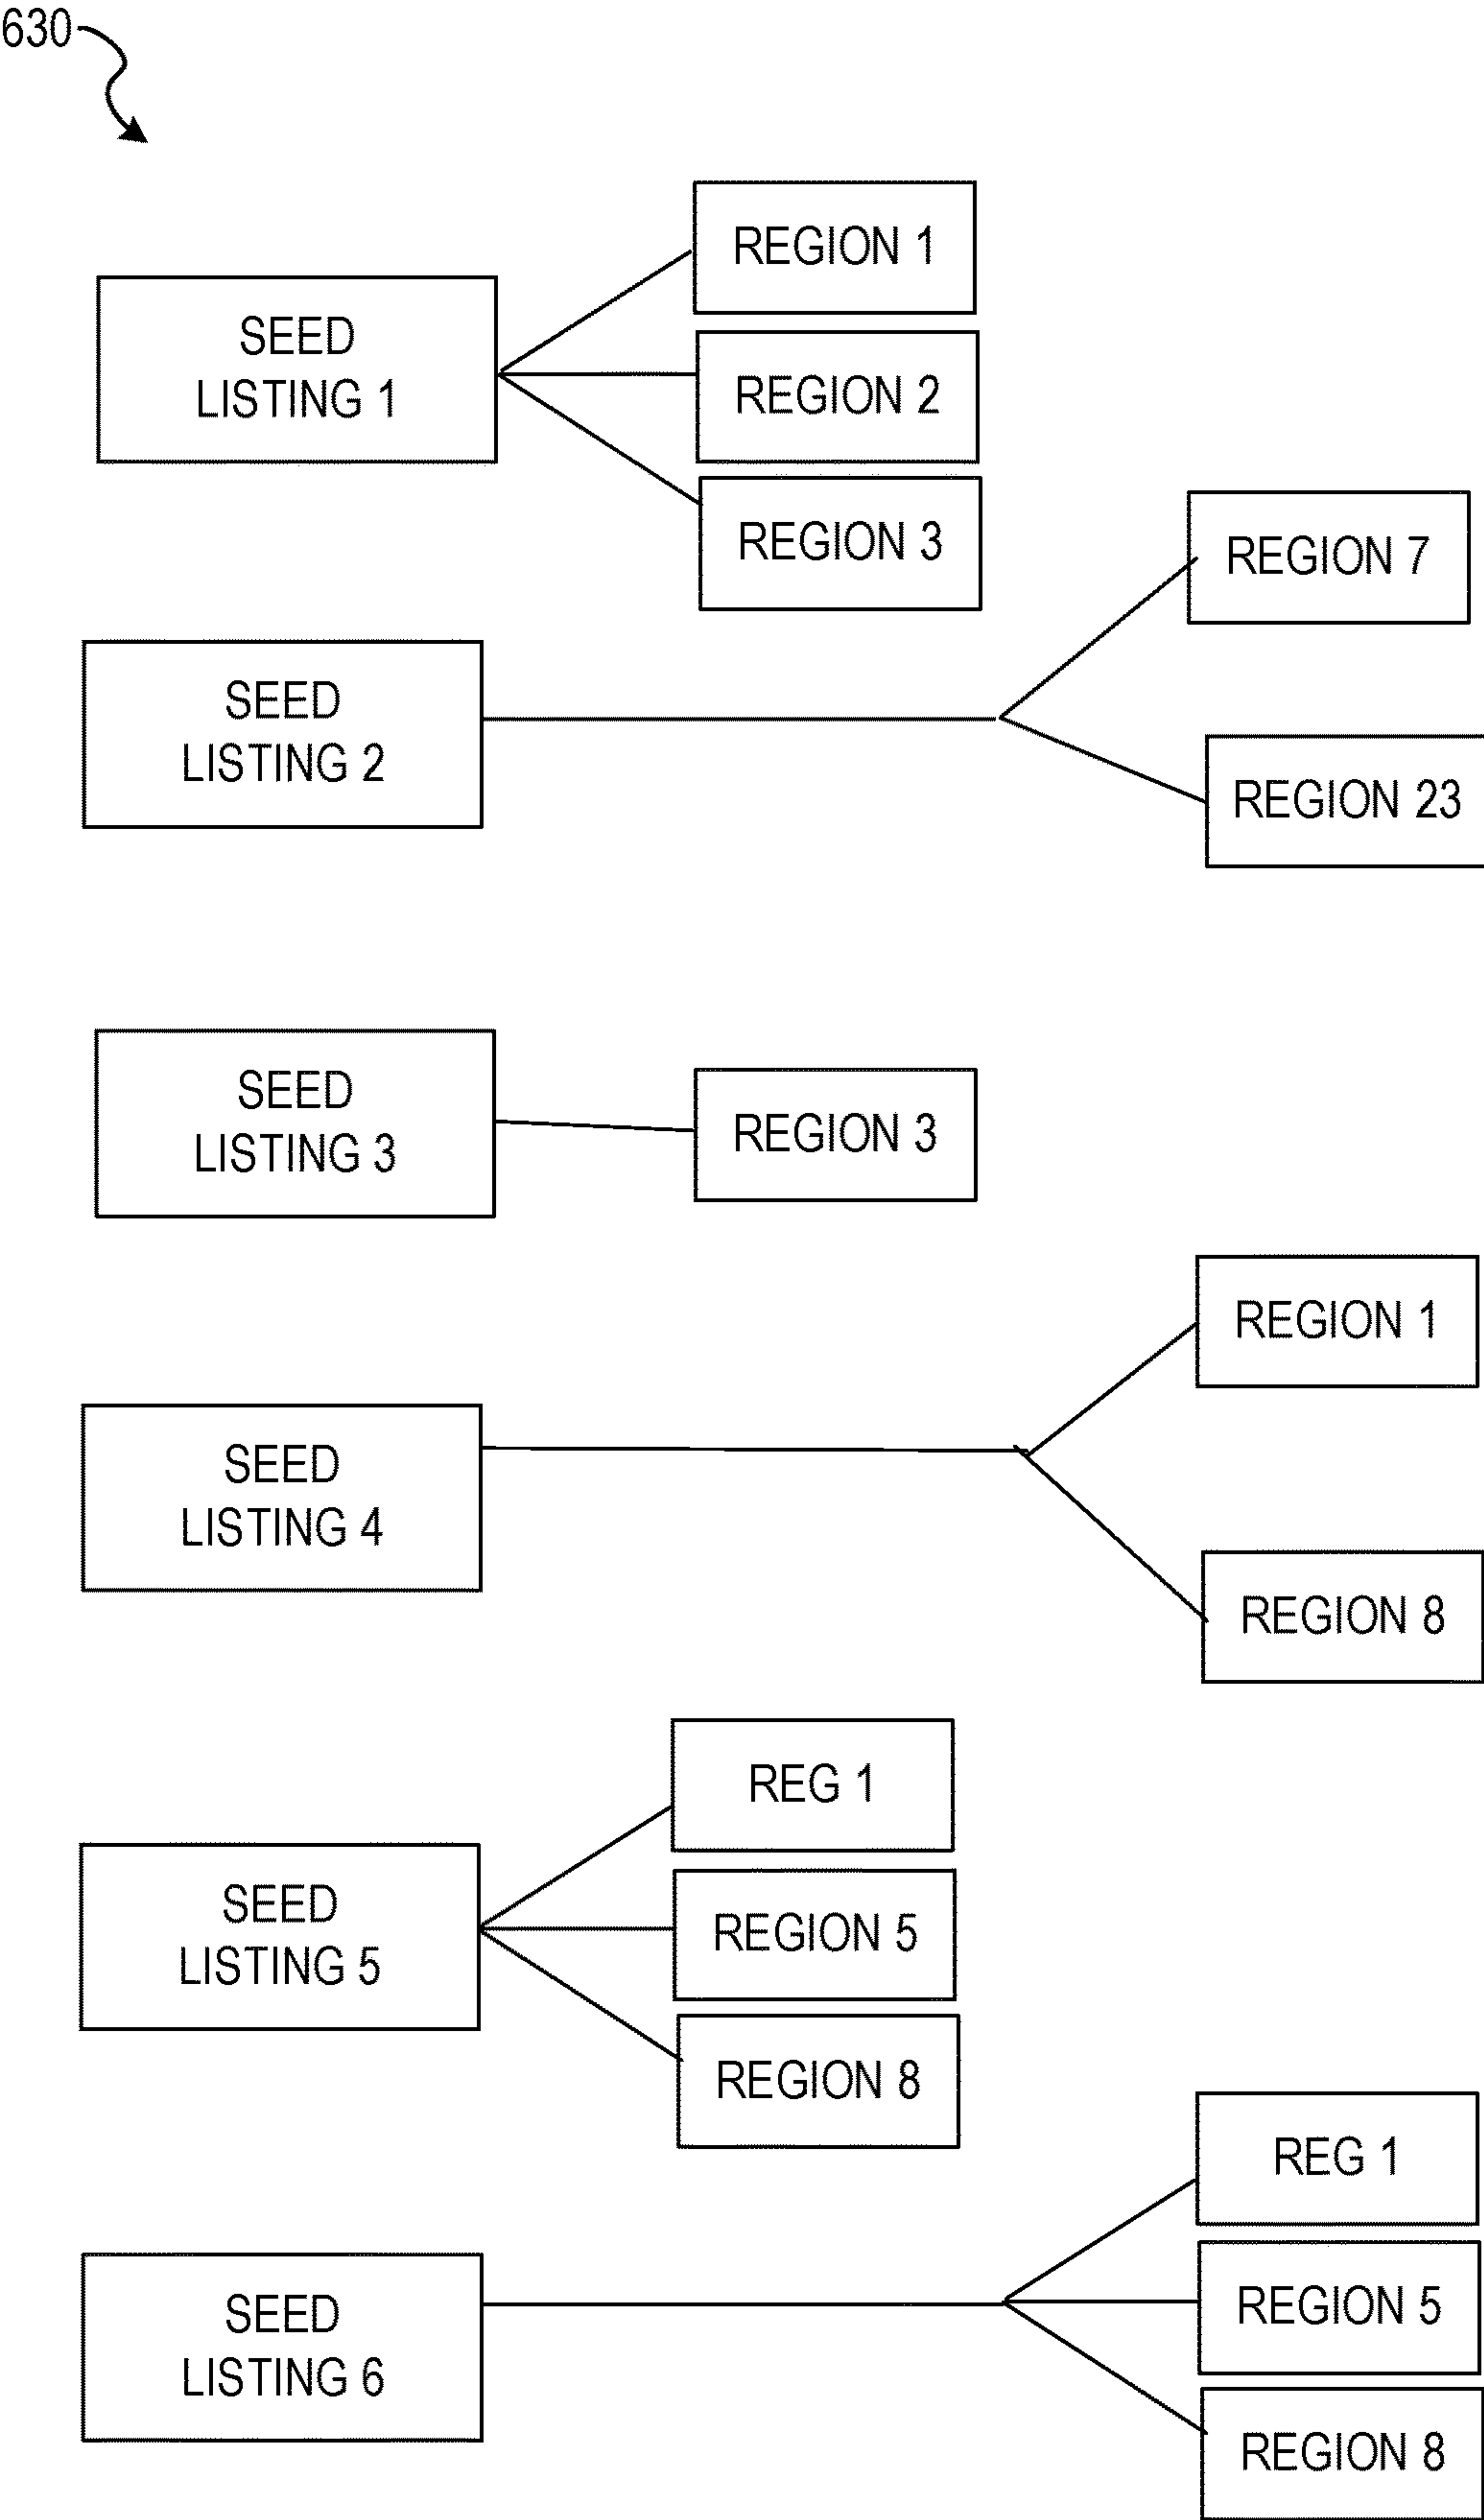 630
REGION 1
SEED
LISTING 1
REGION 2
REGION 3
REGION 7
SEED
LISTING 2
REGION 23
SEED
LISTING 3
REGION 3
REGION 1
SEED
LISTING 4
REGION 8
REG 1
SEED
LISTING 5
REGION 5
REGION 8
REG 1
SEED
LISTING 6
REGION 5
REGION 8